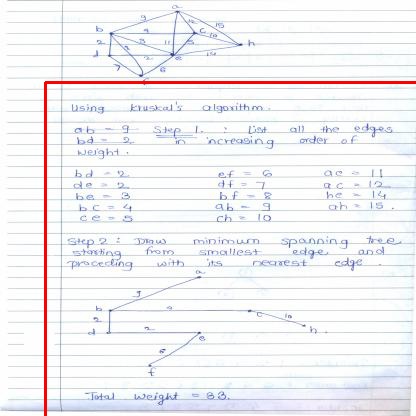 a
9 12 15
b 4 c 10 h
2 8 3 11 5 14
d 2 e
7 6
f
Using Kruskal's algorithm.
ab = 9 Step 1. : List all the edges
bd = 2 in increasing order of
weight.
bd = 2 ef = 6 ae = 11
de = 2 df = 7 ac = 12
be = 3 bf = 8 he = 14
bc = 4 ab = 9 ah = 15.
ce = 5 ch = 10
Step 2: Draw minimum spanning tree
starting from smallest edge and
proceding with its nearest edge.
a
9
b 4 c 10 h.
2
d 2 e
6
f
Total weight = 33.